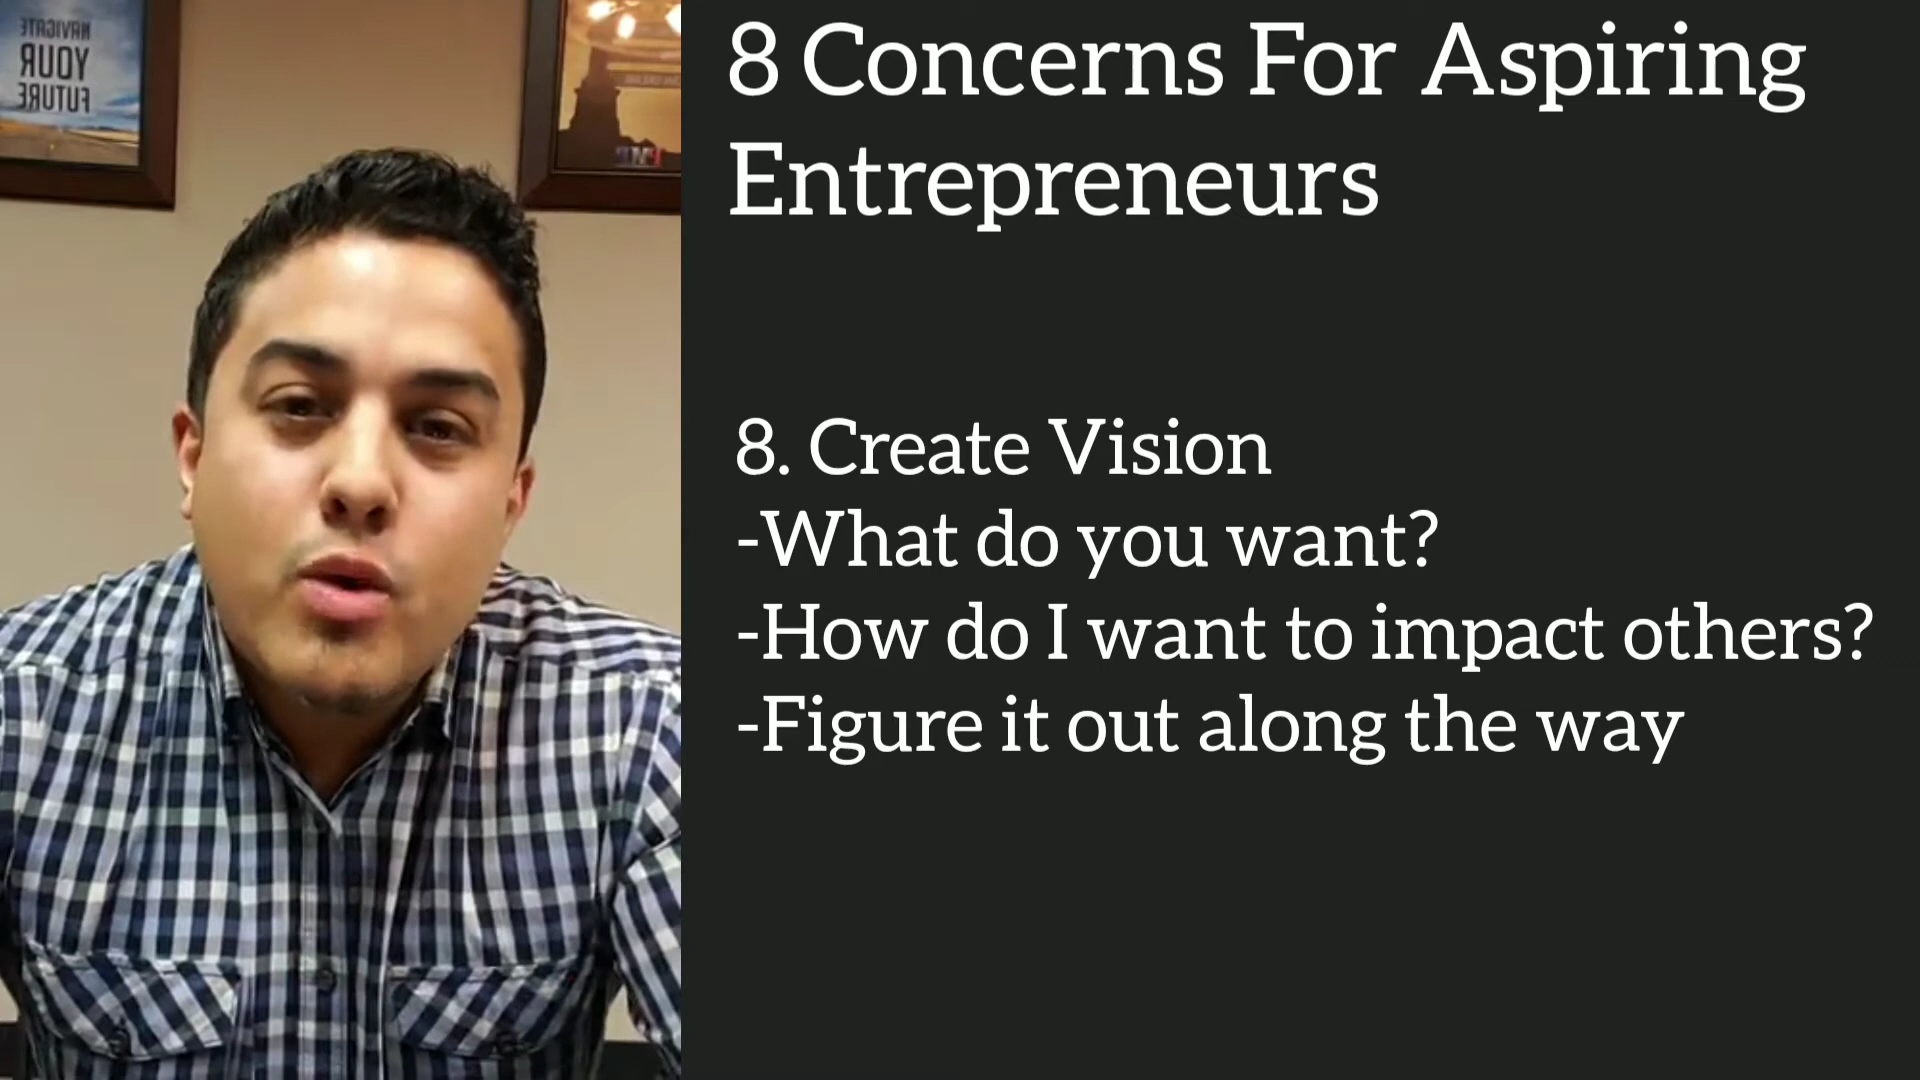 NAVIGATE
YOUR
FUTURE
8 Concerns For Aspiring
Entrepreneurs
8. Create Vision
-What do you want?
-How do I want to impact others?
-Figure it out along the way